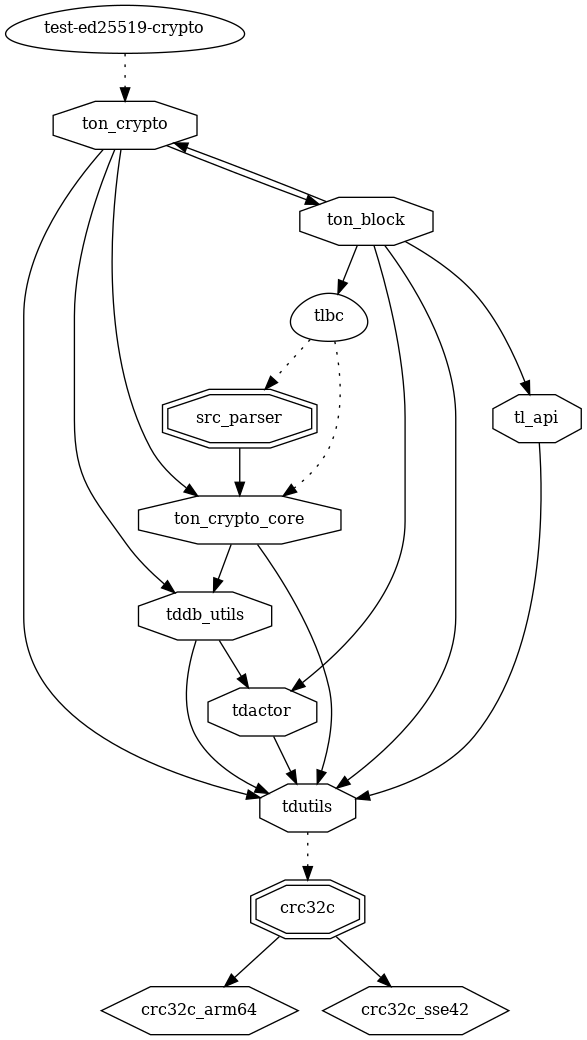 test-ed25519-crypto
ton_crypto
ton_block
tlbc
src_parser
tl_api
ton_crypto_core
tddb_utils
tdactor
tdutils
crc32c
crc32c_arm64
crc32c_sse42